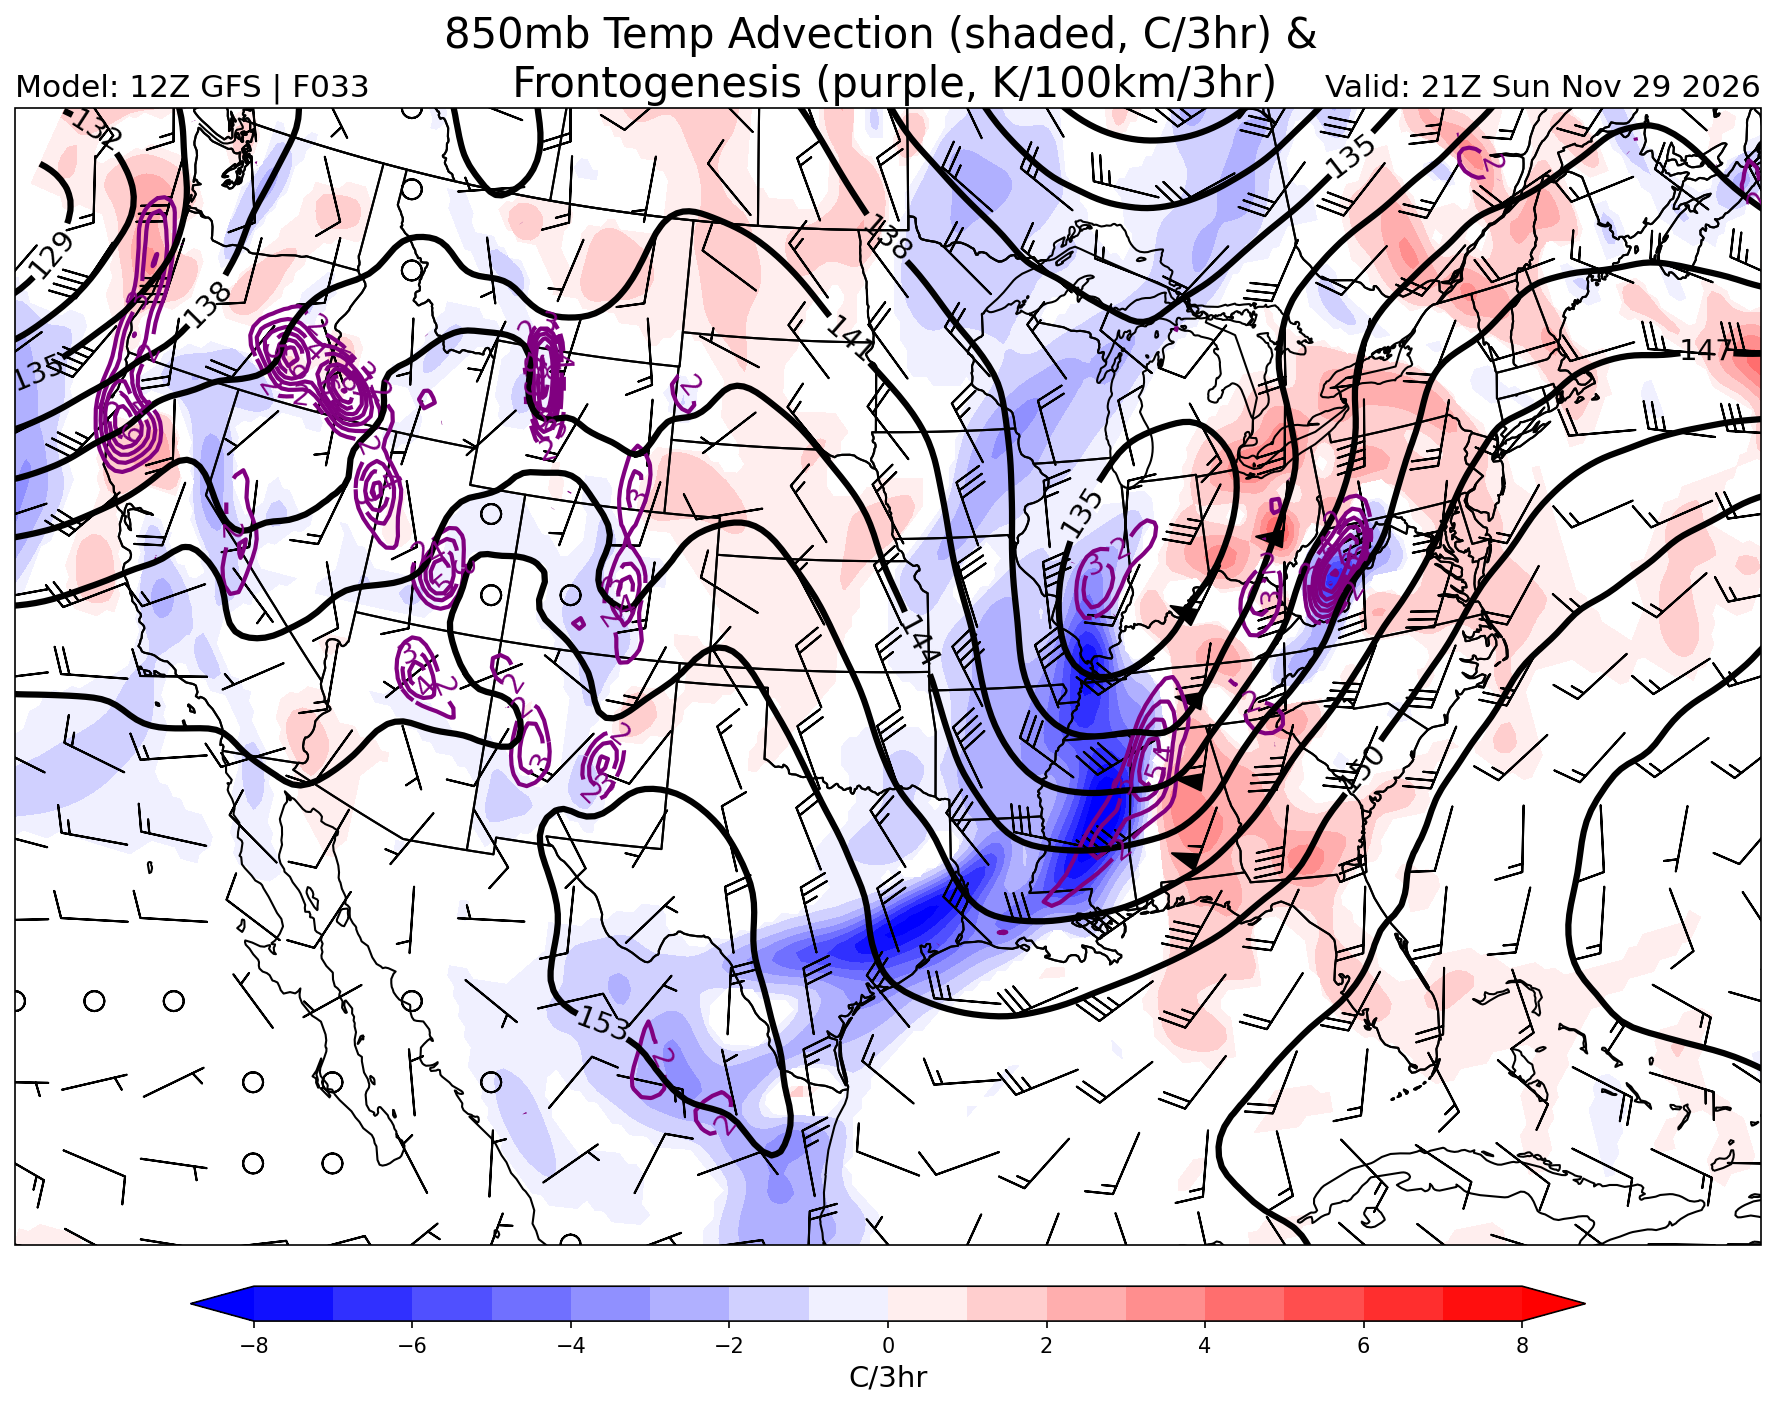 850mb Temp Advection (shaded, C/3hr) &
Frontogenesis (purple, K/100km/3hr)
Model: 12Z GFS | F033
Valid: 21Z Sun Nov 29 2026
132
129
135
138
135
138
141
144
135
147
150
153
−8 −6 −4 −2 0 2 4 6 8
C/3hr